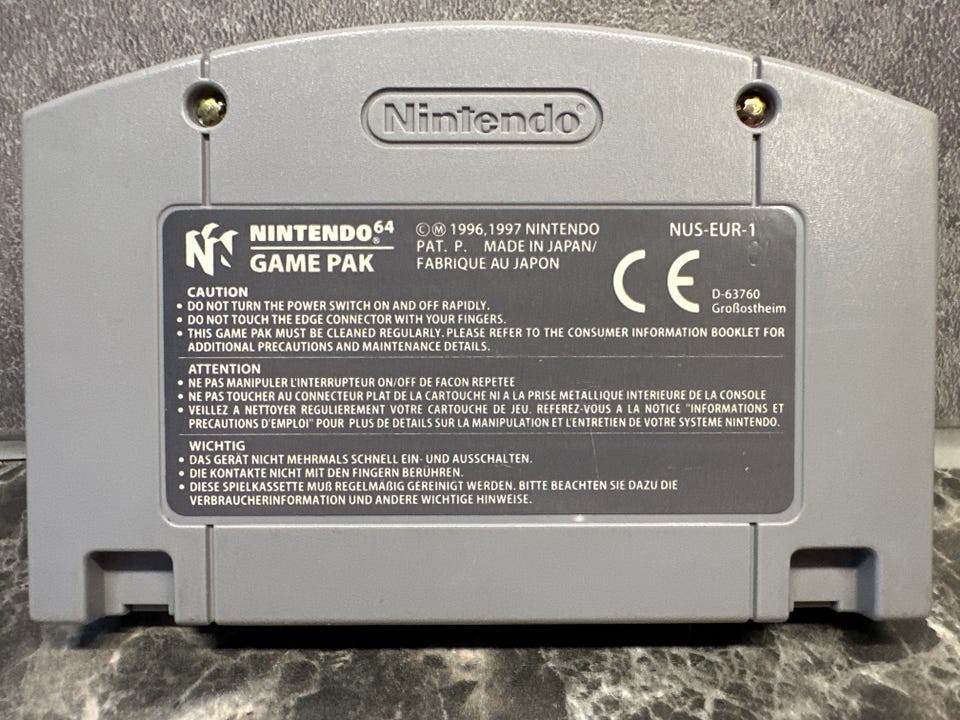 Nintendo®
NINTENDO64®
GAME PAK
©Ⓜ 1996,1997 NINTENDO
PAT. P. MADE IN JAPAN/
FABRIQUE AU JAPON
NUS-EUR-1
CE
D-63760
Großostheim
CAUTION
• DO NOT TURN THE POWER SWITCH ON AND OFF RAPIDLY.
• DO NOT TOUCH THE EDGE CONNECTOR WITH YOUR FINGERS.
• THIS GAME PAK MUST BE CLEANED REGULARLY. PLEASE REFER TO THE CONSUMER INFORMATION BOOKLET FOR
ADDITIONAL PRECAUTIONS AND MAINTENANCE DETAILS.
ATTENTION
• NE PAS MANIPULER L'INTERRUPTEUR ON/OFF DE FACON REPETEE
• NE PAS TOUCHER AU CONNECTEUR PLAT DE LA CARTOUCHE NI A LA PRISE METALLIQUE INTERIEURE DE LA CONSOLE
• VEILLEZ A NETTOYER REGULIEREMENT VOTRE CARTOUCHE DE JEU. REFEREZ-VOUS A LA NOTICE "INFORMATIONS ET
PRECAUTIONS D'EMPLOI" POUR PLUS DE DETAILS SUR LA MANIPULATION ET L'ENTRETIEN DE VOTRE SYSTEME NINTENDO.
WICHTIG
• DAS GERÄT NICHT MEHRMALS SCHNELL EIN- UND AUSSCHALTEN.
• DIE KONTAKTE NICHT MIT DEN FINGERN BERÜHREN.
• DIESE SPIELKASSETTE MUß REGELMÄßIG GEREINIGT WERDEN. BITTE BEACHTEN SIE DAZU DIE
VERBRAUCHERINFORMATION UND ANDERE WICHTIGE HINWEISE.